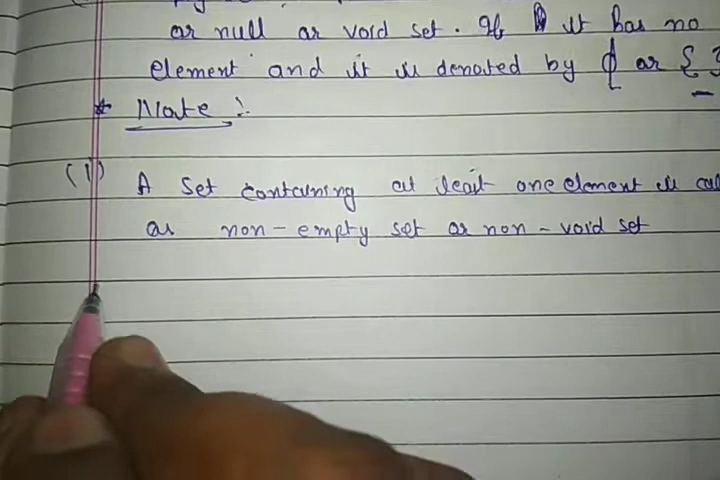 or null or void set. If it has no
element and it is denoted by ϕ or { }
* Note :-
(1) A set containing at least one element is cal
as non-empty set or non-void set